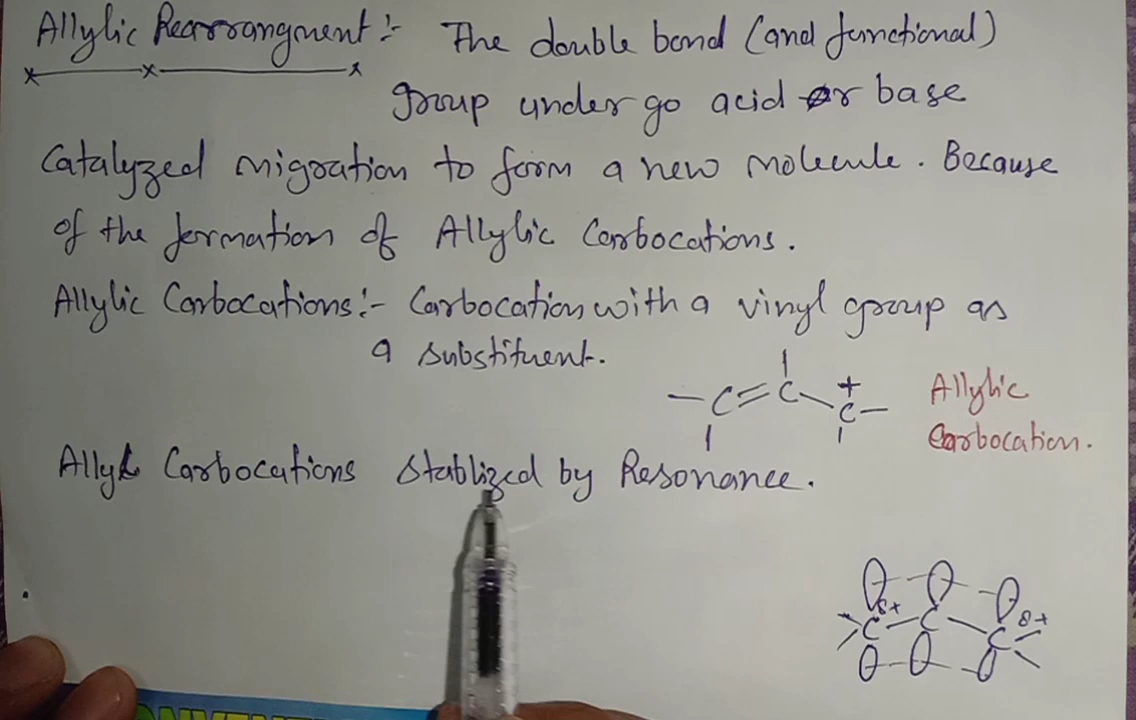 Allylic Rearrangment :- The double bond (and functional)
group under go acid or base
Catalyzed migration to form a new molecule. Because
of the formation of Allylic Carbocations.
Allylic Carbocations :- Carbocation with a vinyl group as
a substituent.
— C = C — C⁺ —
Allylic
Carbocation.
Allyl Carbocations Stablized by Resonance.
δ+ δ+
C — C — C